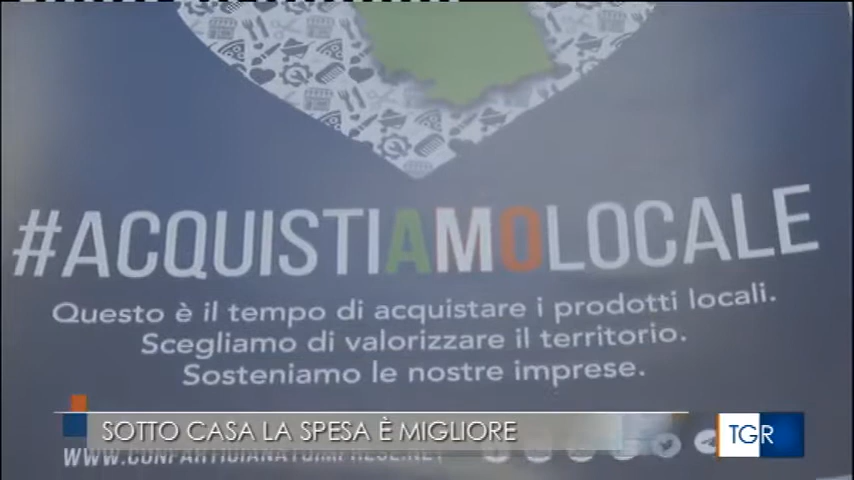 #ACQUISTIAMOLOCALE
Questo è il tempo di acquistare i prodotti locali.
Scegliamo di valorizzare il territorio.
Sosteniamo le nostre imprese.
SOTTO CASA LA SPESA È MIGLIORE
TGR